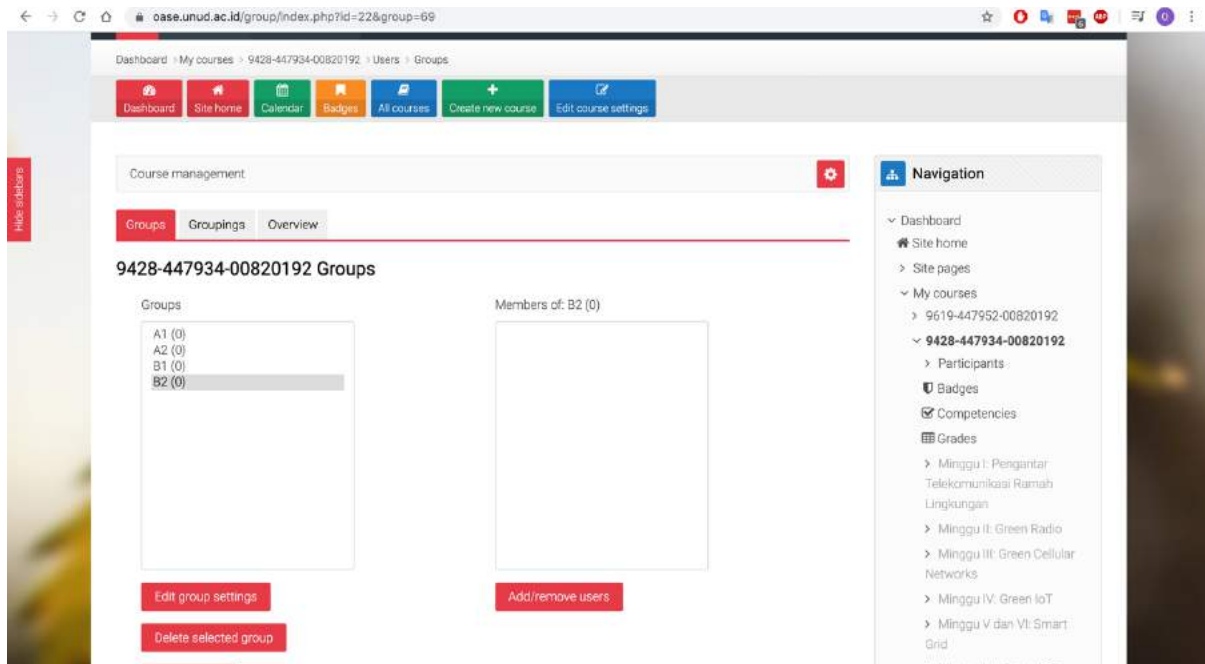 oase.unud.ac.id/group/index.php?id=22&group=69
Dashboard My courses 9428-447934-00820192 Users Groups
Dashboard
Site home
Calendar
Badges
All courses
Create new course
Edit course settings
Hide sidebars
Course management
Groups Groupings Overview
9428-447934-00820192 Groups
Groups
A1 (0)
A2 (0)
B1 (0)
B2 (0)
Edit group settings
Delete selected group
Members of: B2 (0)
Add/remove users
Navigation
Dashboard
Site home
Site pages
My courses
9619-447952-00820192
9428-447934-00820192
Participants
Badges
Competencies
Grades
Minggu I: Pengantar
Telekomunikasi Ramah
Lingkungan
Minggu II: Green Radio
Minggu III: Green Cellular
Networks
Minggu IV: Green IoT
Minggu V dan VI: Smart
Grid